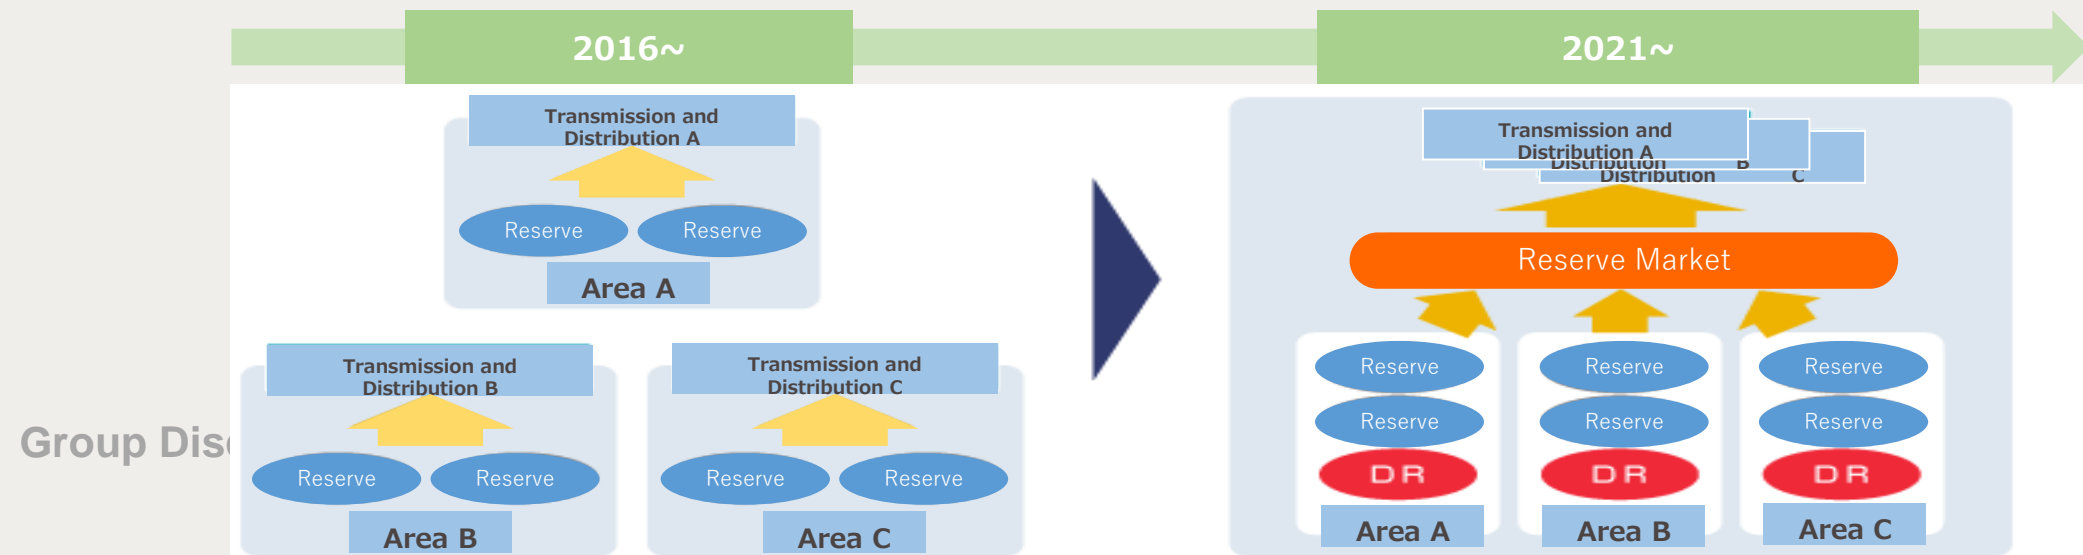 2016~
2021~
Transmission and
Distribution A
Reserve
Reserve
Area A
Transmission and
Distribution B
Reserve
Reserve
Area B
Transmission and
Distribution C
Reserve
Reserve
Area C
Transmission and
Distribution A
Distribution B
Distribution C
Reserve Market
Reserve
Reserve
DR
Area A
Reserve
Reserve
DR
Area B
Reserve
Reserve
DR
Area C
Group